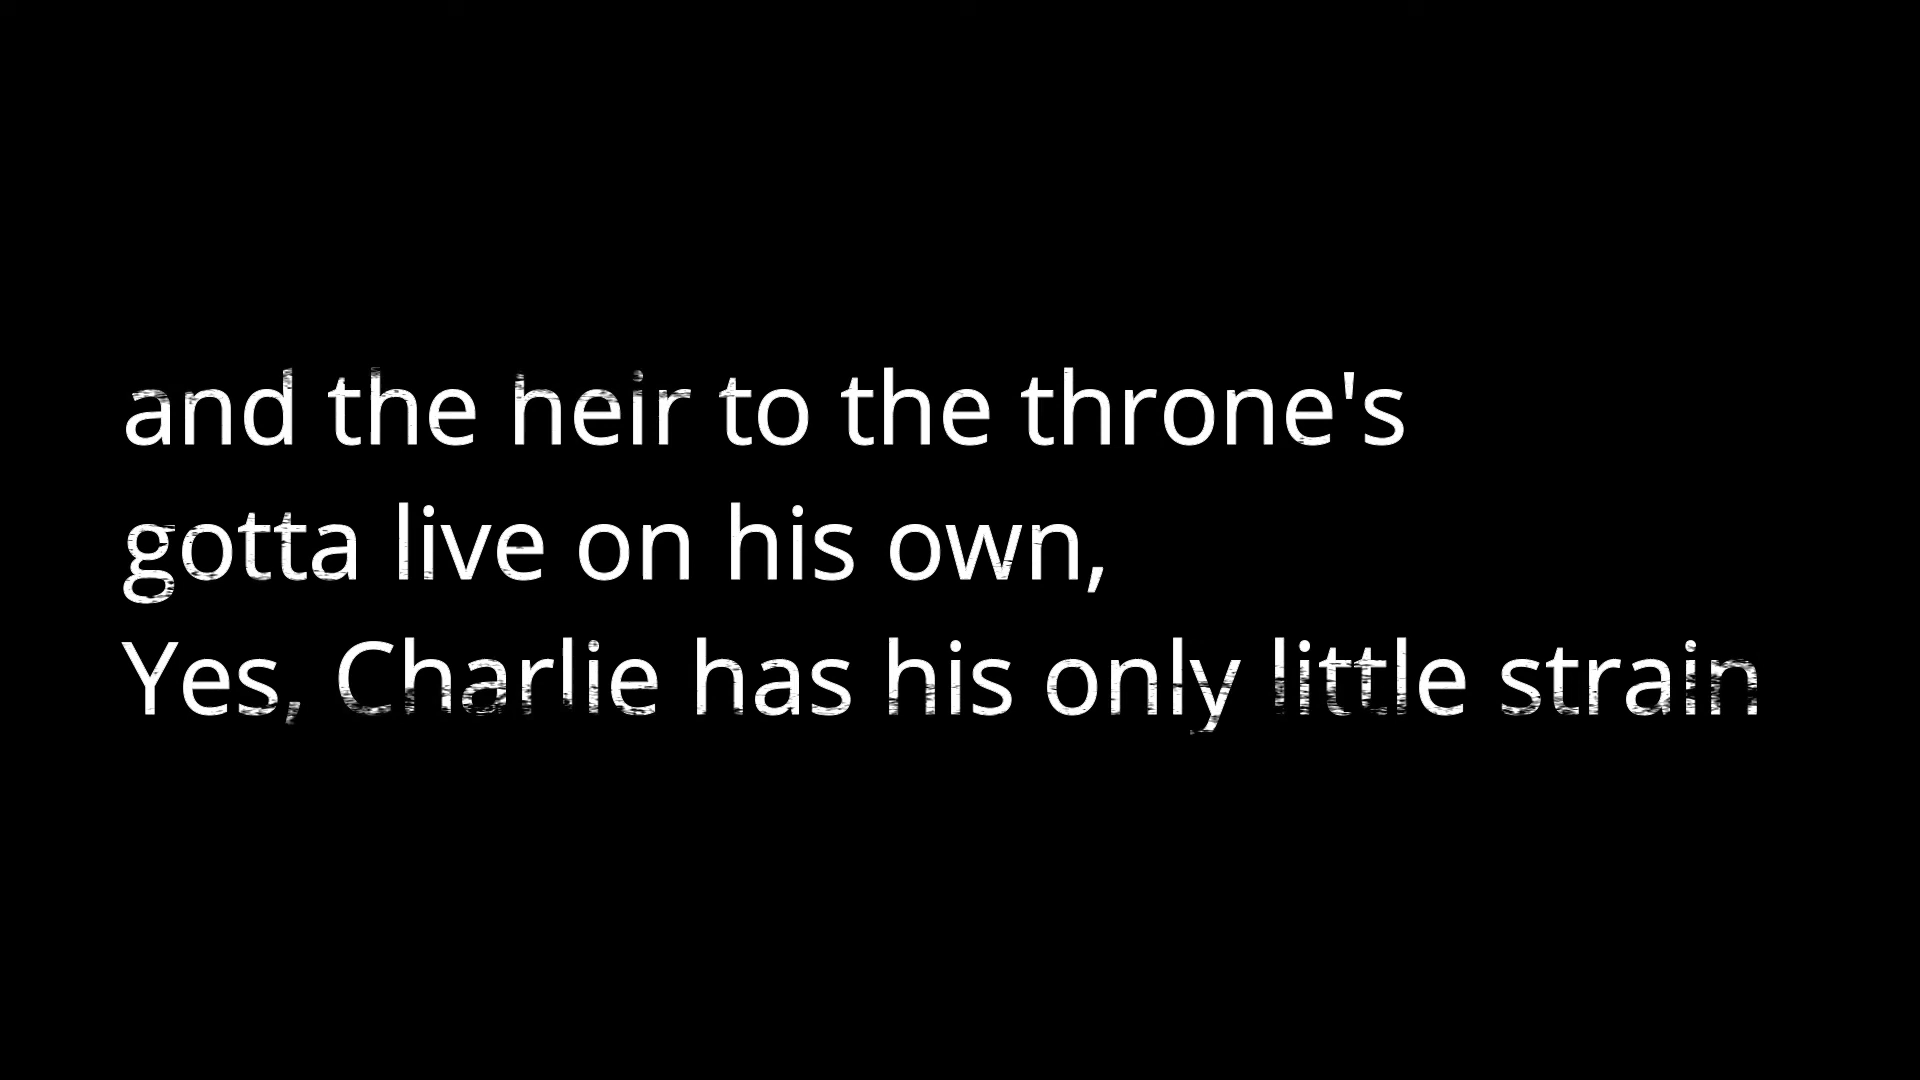 and the heir to the throne's
gotta live on his own,
Yes, Charlie has his only little strain